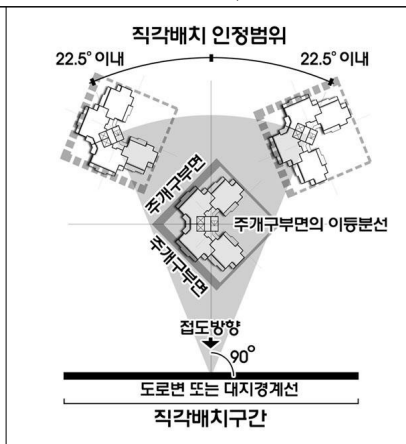 직각배치 인정범위
22.5° 이내
22.5° 이내
주개구부면
주개구부면
주개구부면의 이등분선
접도방향
90°
도로변 또는 대지경계선
직각배치구간